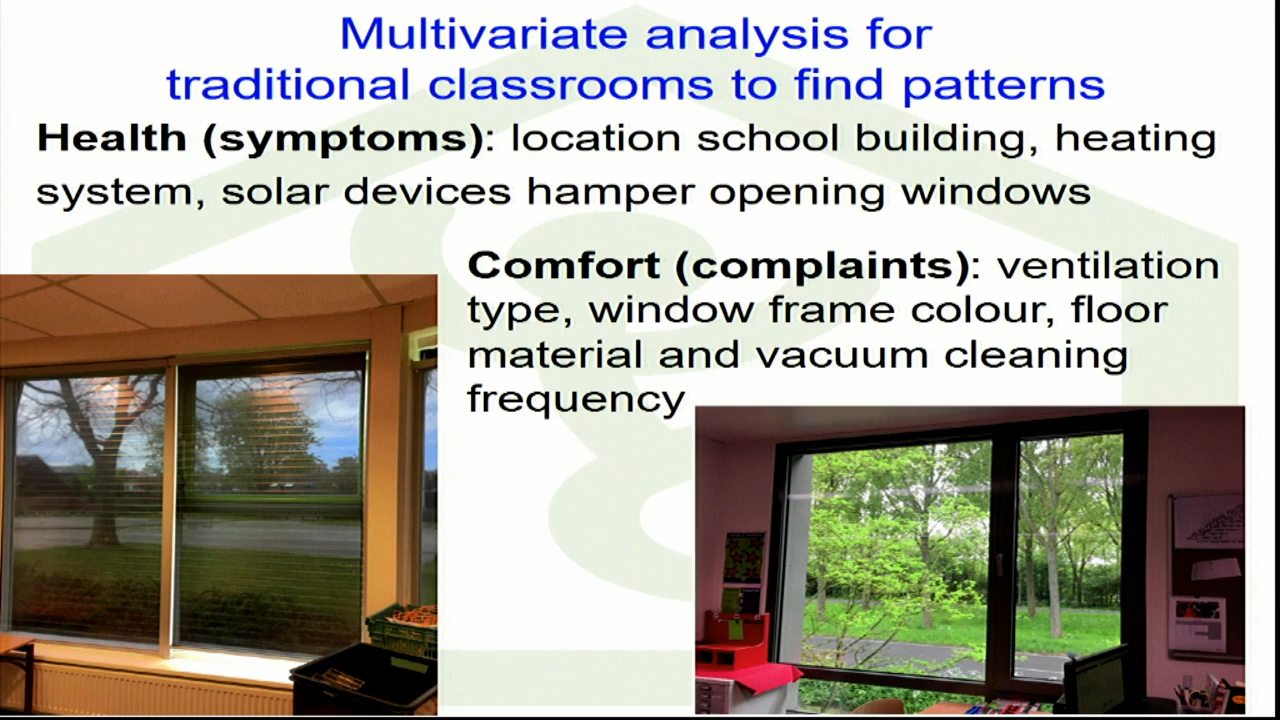 Multivariate analysis for
traditional classrooms to find patterns
Health (symptoms): location school building, heating
system, solar devices hamper opening windows
Comfort (complaints): ventilation
type, window frame colour, floor
material and vacuum cleaning
frequency